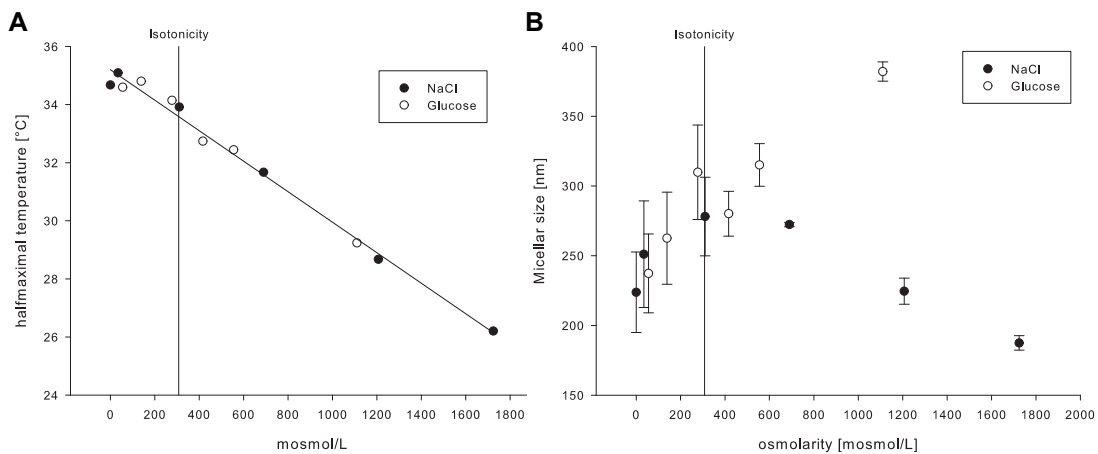 A
Isotonicity
36
34
32
30
28
26
24
halfmaximal temperature [°C]
NaCl
Glucose
0 200 400 600 800 1000 1200 1400 1600 1800
mosmol/L
B
Isotonicity
400
350
300
250
200
150
Micellar size [nm]
NaCl
Glucose
0 200 400 600 800 1000 1200 1400 1600 1800 2000
osmolarity [mosmol/L]